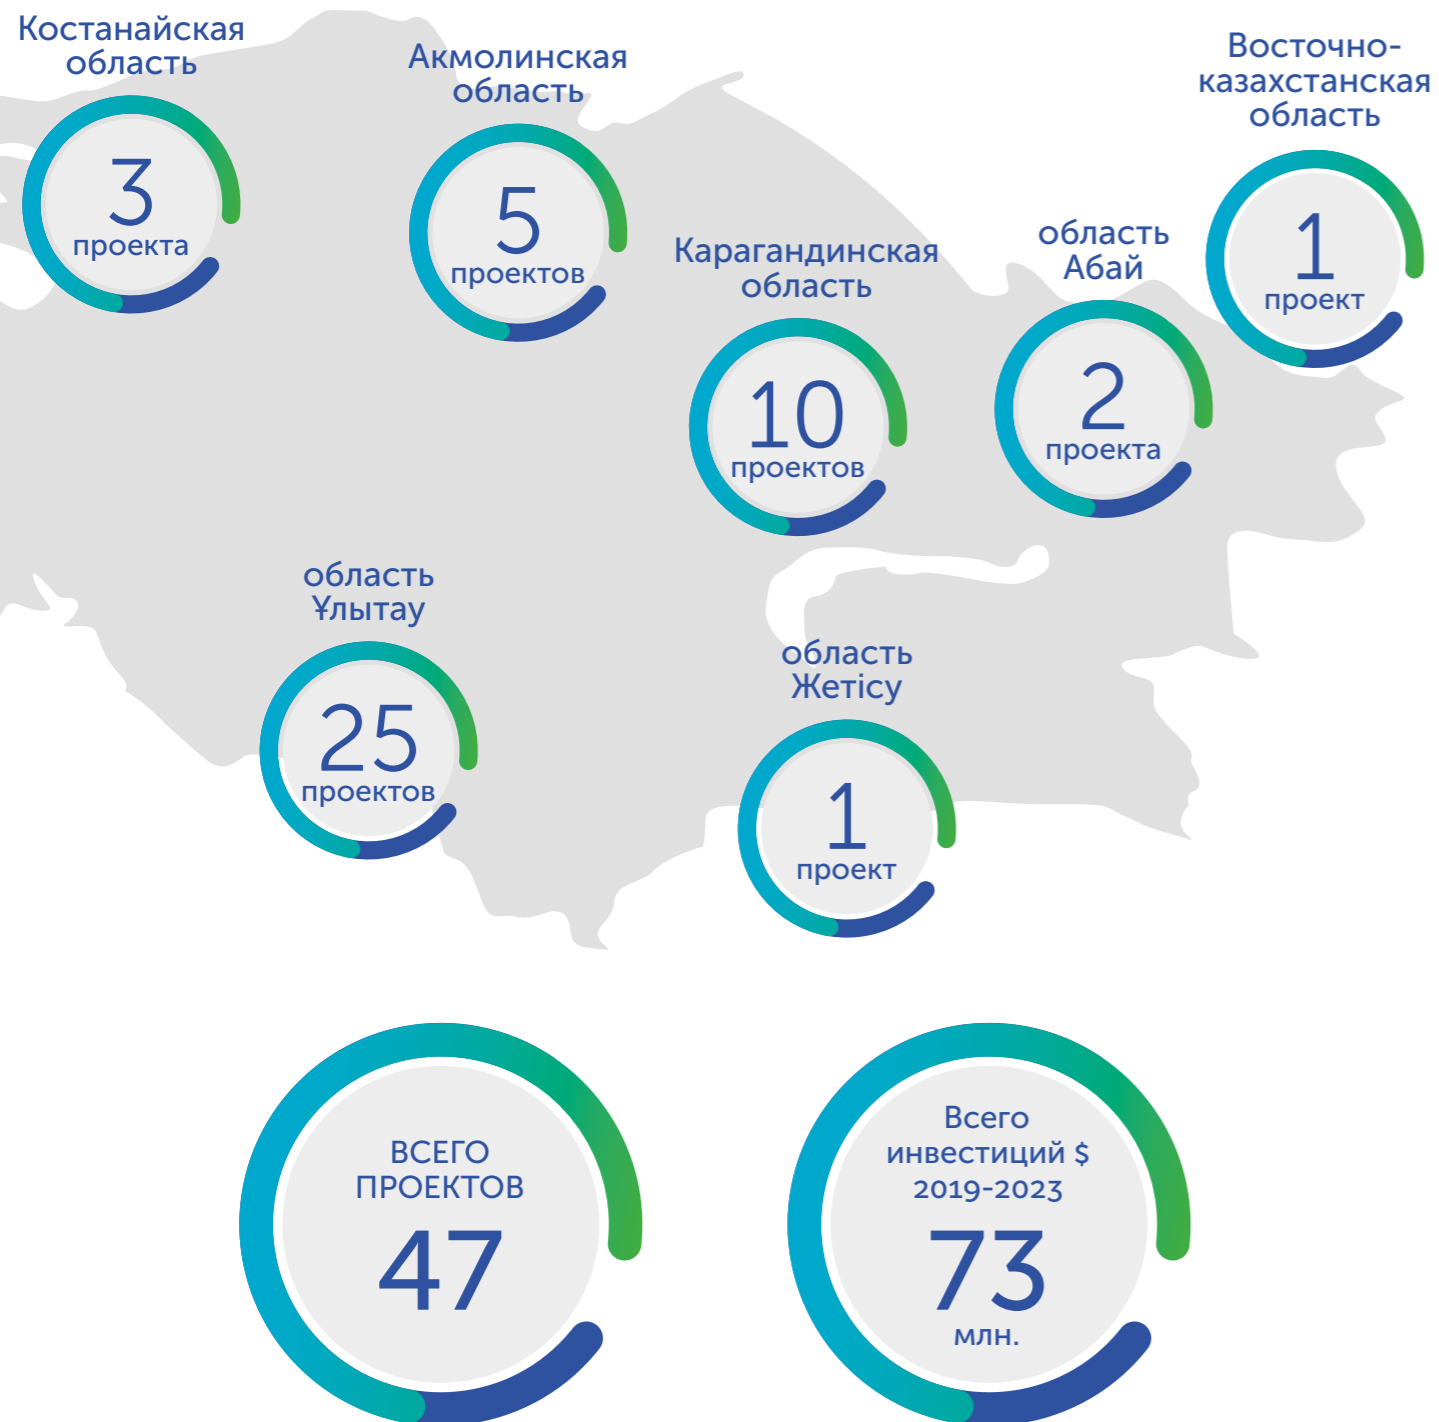 Костанайская
область
3
проекта
Акмолинская
область
5
проектов
Карагандинская
область
10
проектов
область
Абай
2
проекта
Восточно-
казахстанская
область
1
проект
область
Ұлытау
25
проектов
область
Жетісу
1
проект
ВСЕГО
ПРОЕКТОВ
47
Всего
инвестиций $
2019-2023
73
млн.